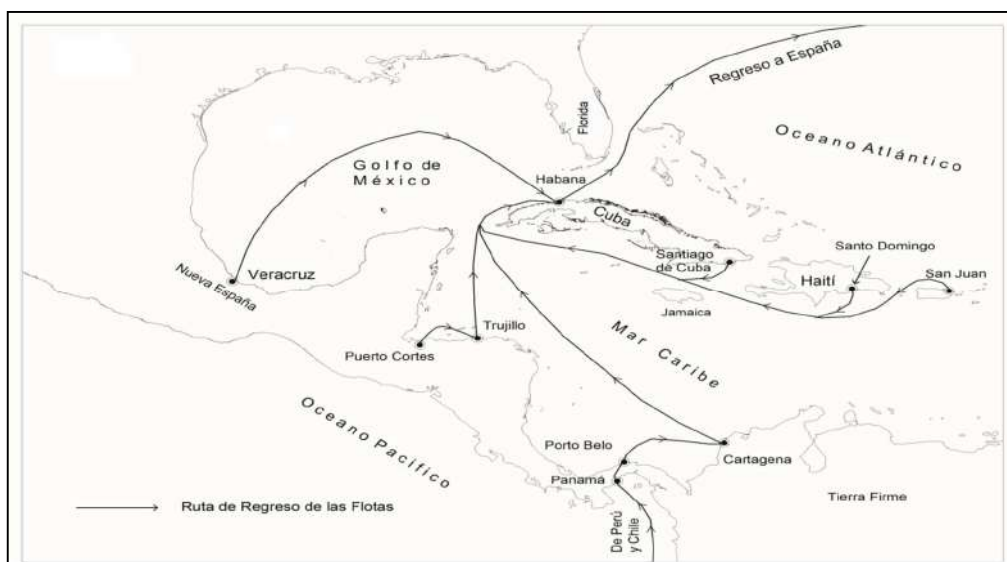 Regreso a España
Oceano Atlántico
Florida
Golfo de
México
Habana
Cuba
Santiago
de Cuba
Santo Domingo
Haití
San Juan
Jamaica
Veracruz
Nueva España
Trujillo
Puerto Cortes
Mar Caribe
Oceano Pacífico
Porto Belo
Panamá
Cartagena
Tierra Firme
De Perú
y Chile
Ruta de Regreso de las Flotas